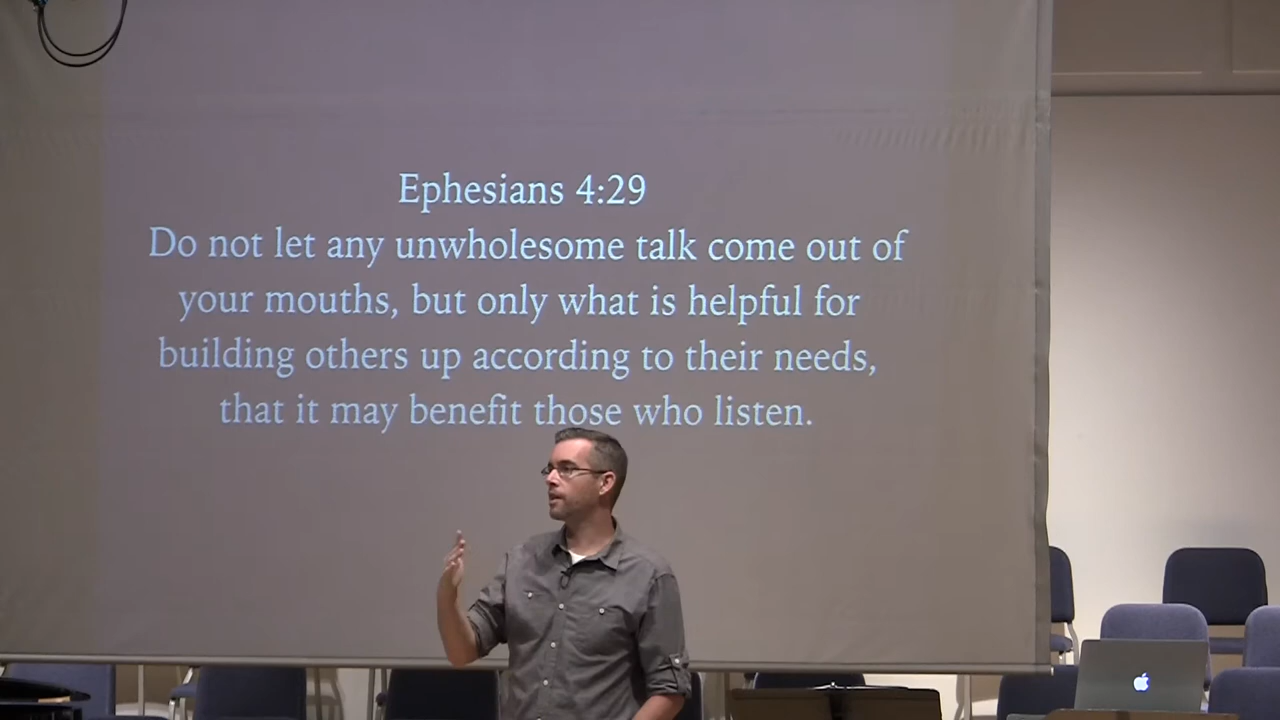 Ephesians 4:29
Do not let any unwholesome talk come out of
your mouths, but only what is helpful for
building others up according to their needs,
that it may benefit those who listen.